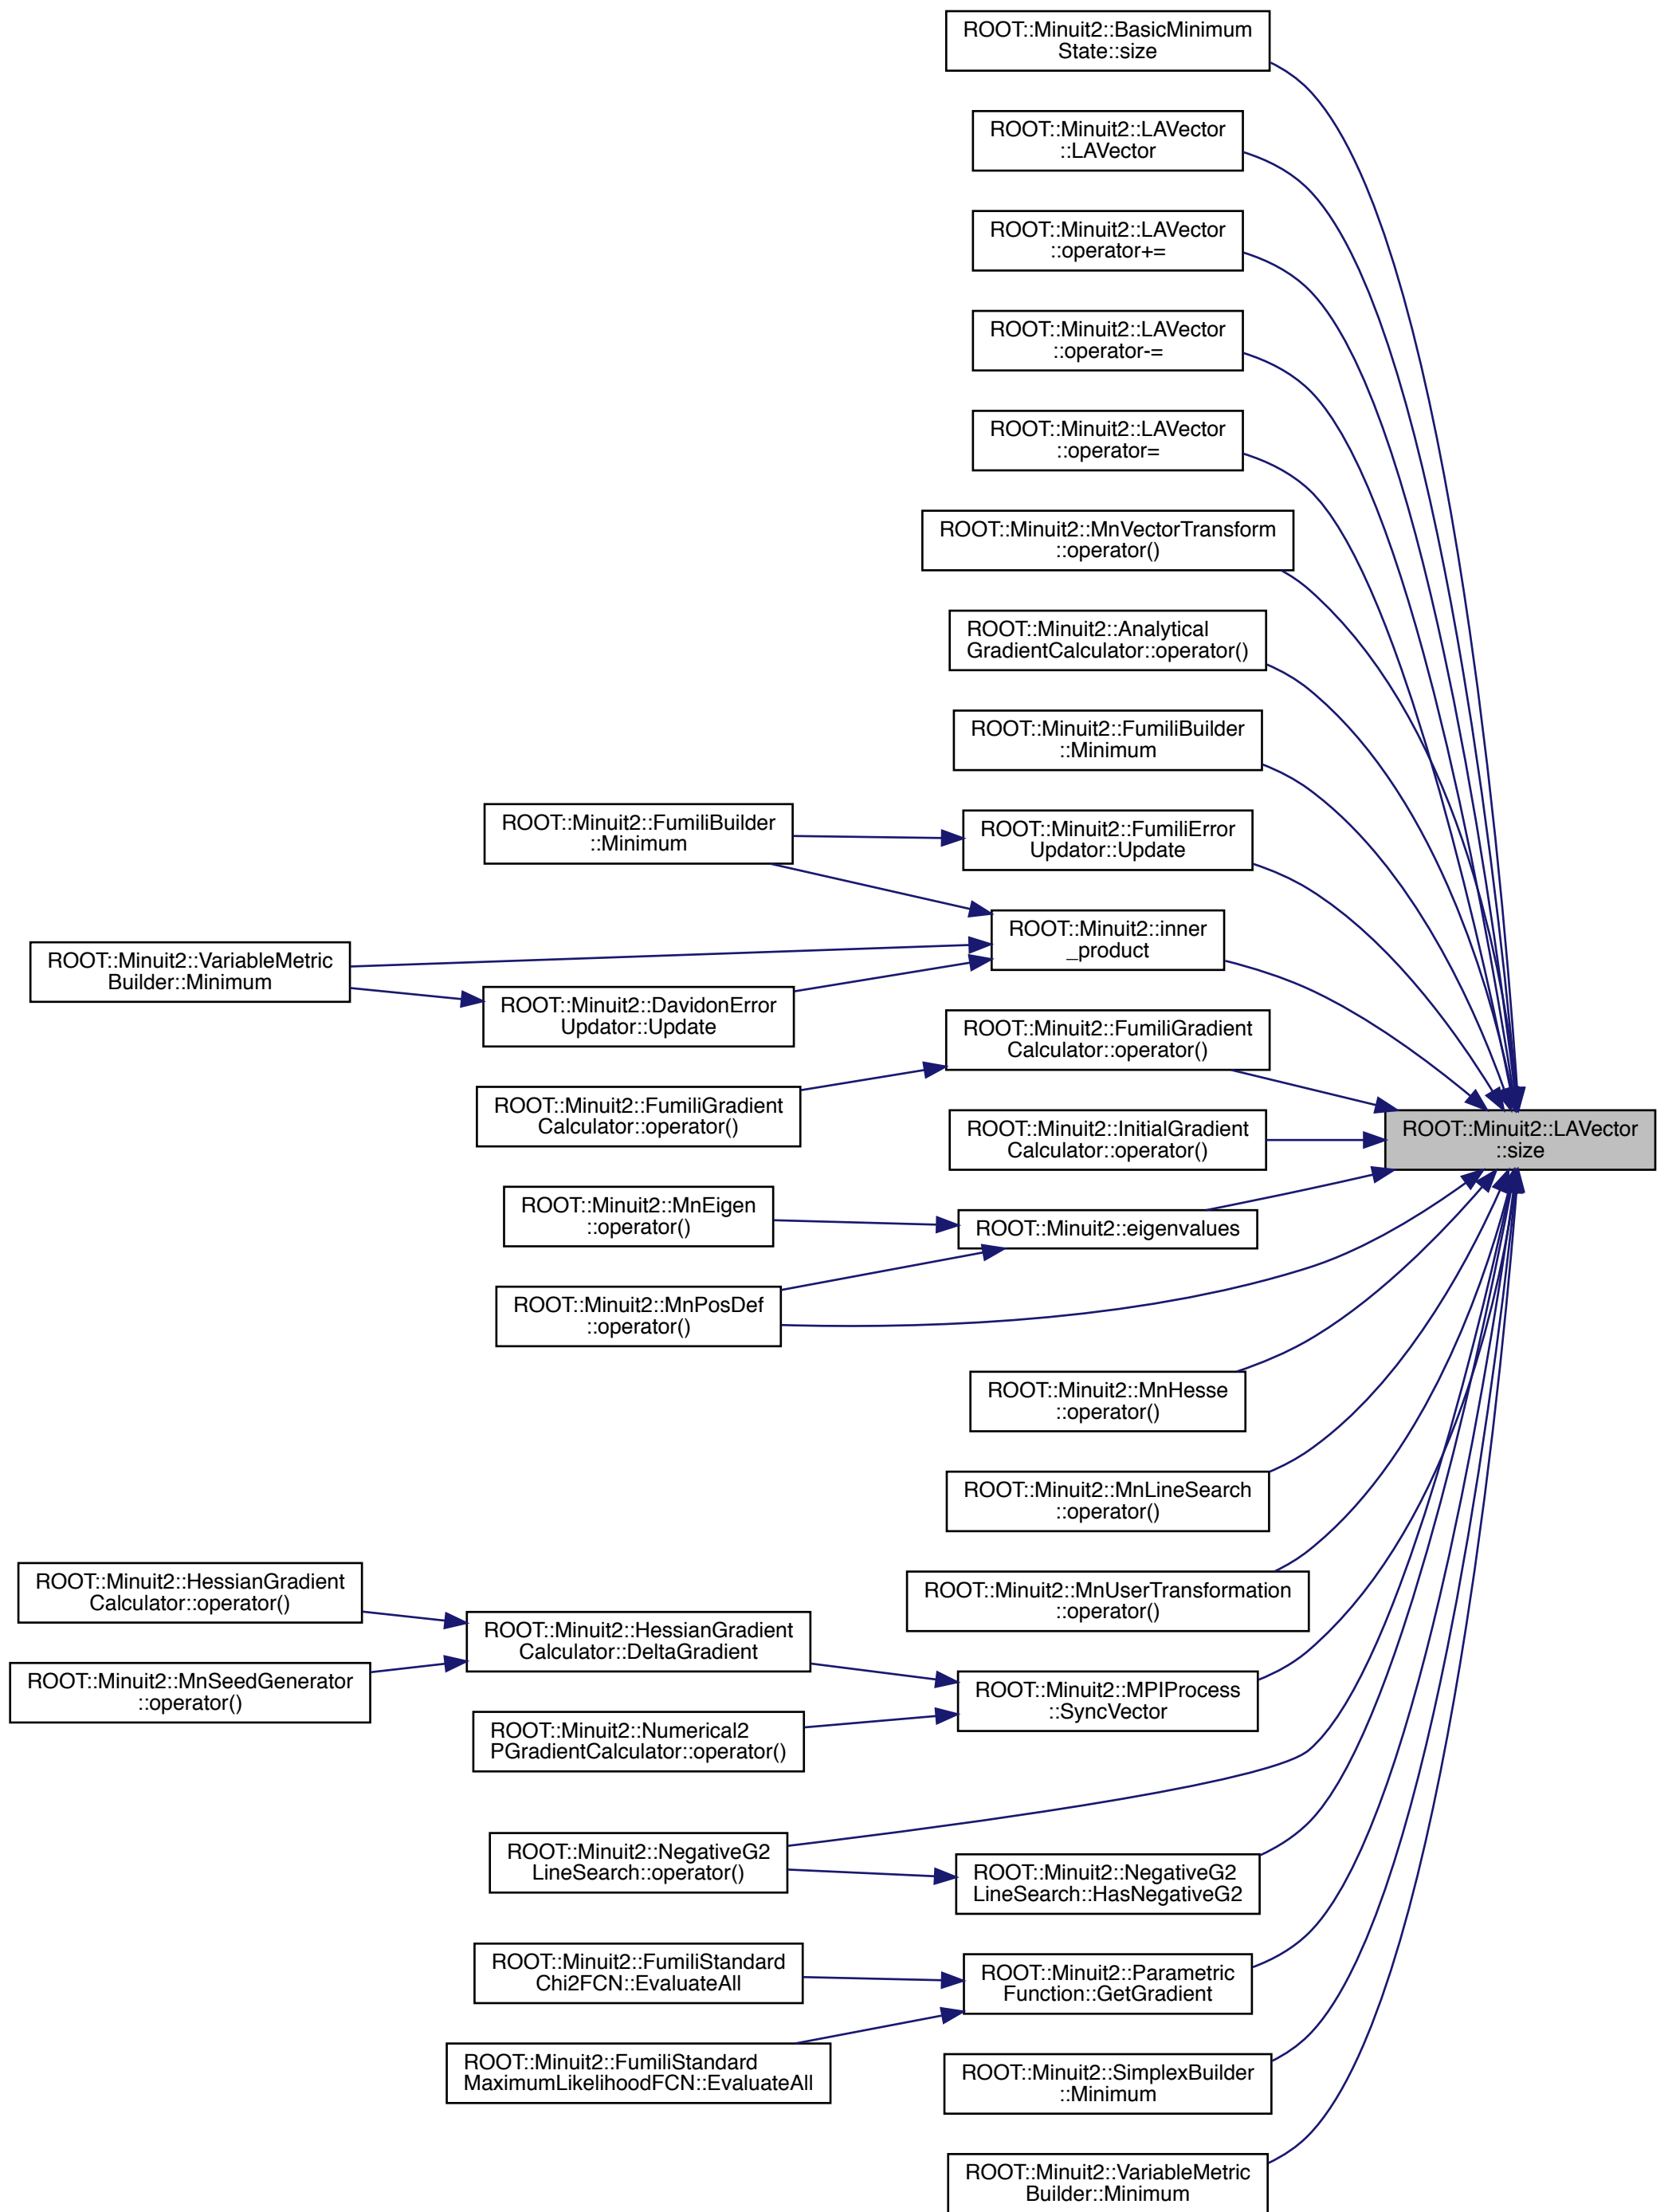 ROOT::Minuit2::BasicMinimum
State::size
ROOT::Minuit2::LAVector
::LAVector
ROOT::Minuit2::LAVector
::operator+=
ROOT::Minuit2::LAVector
::operator-=
ROOT::Minuit2::LAVector
::operator=
ROOT::Minuit2::MnVectorTransform
::operator()
ROOT::Minuit2::Analytical
GradientCalculator::operator()
ROOT::Minuit2::FumiliBuilder
::Minimum
ROOT::Minuit2::FumiliBuilder
::Minimum
ROOT::Minuit2::FumiliError
Updator::Update
ROOT::Minuit2::inner
_product
ROOT::Minuit2::VariableMetric
Builder::Minimum
ROOT::Minuit2::DavidonError
Updator::Update
ROOT::Minuit2::FumiliGradient
Calculator::operator()
ROOT::Minuit2::FumiliGradient
Calculator::operator()
ROOT::Minuit2::InitialGradient
Calculator::operator()
ROOT::Minuit2::LAVector
::size
ROOT::Minuit2::MnEigen
::operator()
ROOT::Minuit2::eigenvalues
ROOT::Minuit2::MnPosDef
::operator()
ROOT::Minuit2::MnHesse
::operator()
ROOT::Minuit2::MnLineSearch
::operator()
ROOT::Minuit2::MnUserTransformation
::operator()
ROOT::Minuit2::HessianGradient
Calculator::operator()
ROOT::Minuit2::HessianGradient
Calculator::DeltaGradient
ROOT::Minuit2::MnSeedGenerator
::operator()
ROOT::Minuit2::MPIProcess
::SyncVector
ROOT::Minuit2::Numerical2
PGradientCalculator::operator()
ROOT::Minuit2::NegativeG2
LineSearch::operator()
ROOT::Minuit2::NegativeG2
LineSearch::HasNegativeG2
ROOT::Minuit2::FumiliStandard
Chi2FCN::EvaluateAll
ROOT::Minuit2::Parametric
Function::GetGradient
ROOT::Minuit2::FumiliStandard
MaximumLikelihoodFCN::EvaluateAll
ROOT::Minuit2::SimplexBuilder
::Minimum
ROOT::Minuit2::VariableMetric
Builder::Minimum